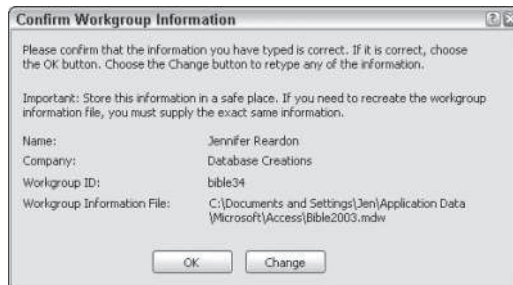 Confirm Workgroup Information
Please confirm that the information you have typed is correct. If it is correct, choose
the OK button. Choose the Change button to retype any of the information.
Important: Store this information in a safe place. If you need to recreate the workgroup
information file, you must supply the exact same information.
Name: Jennifer Reardon
Company: Database Creations
Workgroup ID: bible34
Workgroup Information File: C:\Documents and Settings\Jen\Application Data
\Microsoft\Access\Bible2003.mdw
OK Change